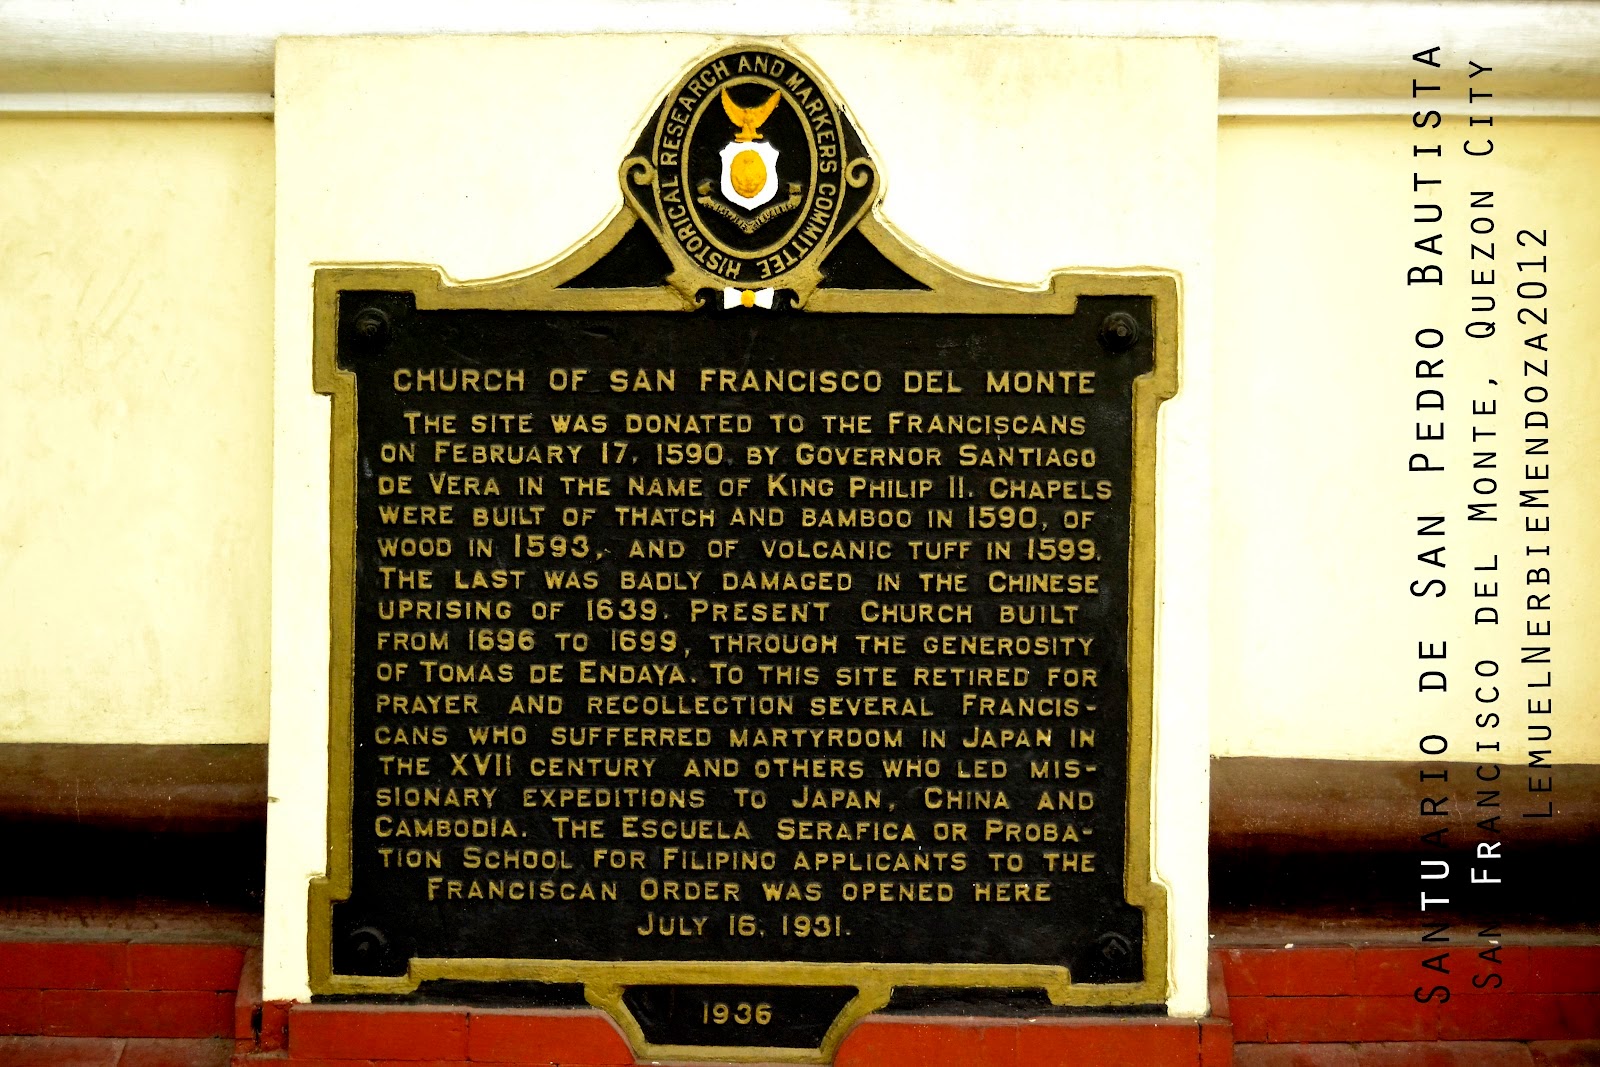 HISTORICAL RESEARCH AND MARKERS COMMITTEE
CHURCH OF SAN FRANCISCO DEL MONTE
THE SITE WAS DONATED TO THE FRANCISCANS
ON FEBRUARY 17, 1590, BY GOVERNOR SANTIAGO
DE VERA IN THE NAME OF KING PHILIP II. CHAPELS
WERE BUILT OF THATCH AND BAMBOO IN 1590, OF
WOOD IN 1593, AND OF VOLCANIC TUFF IN 1599.
THE LAST WAS BADLY DAMAGED IN THE CHINESE
UPRISING OF 1639. PRESENT CHURCH BUILT
FROM 1696 TO 1699, THROUGH THE GENEROSITY
OF TOMAS DE ENDAYA. TO THIS SITE RETIRED FOR
PRAYER AND RECOLLECTION SEVERAL FRANCIS-
CANS WHO SUFFERRED MARTYRDOM IN JAPAN IN
THE XVII CENTURY AND OTHERS WHO LED MIS-
SIONARY EXPEDITIONS TO JAPAN, CHINA AND
CAMBODIA. THE ESCUELA SERAFICA OR PROBA-
TION SCHOOL FOR FILIPINO APPLICANTS TO THE
FRANCISCAN ORDER WAS OPENED HERE
JULY 16, 1931.
1936
SANTUARIO DE SAN PEDRO BAUTISTA
SAN FRANCISCO DEL MONTE, QUEZON CITY
LEMUELNERBIEMENDOZA2012